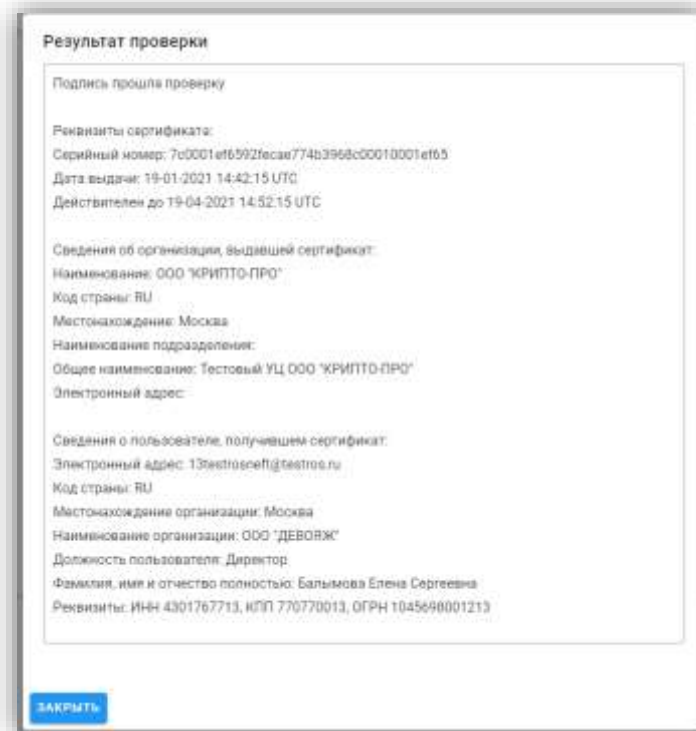 Результат проверки
Подпись прошла проверку
Реквизиты сертификата:
Серийный номер: 7c0001ef6592fecae774b3968c00010001ef65
Дата выдачи: 19-01-2021 14:42:15 UTC
Действителен до 19-04-2021 14:52:15 UTC
Сведения об организации, выдавшей сертификат:
Наименование: ООО "КРИПТО-ПРО"
Код страны: RU
Местонахождение: Москва
Наименование подразделения:
Общее наименование: Тестовый УЦ ООО "КРИПТО-ПРО"
Электронный адрес:
Сведения о пользователе, получившем сертификат:
Электронный адрес: 13testrosneft@testros.ru
Код страны: RU
Местонахождение организации: Москва
Наименование организации: ООО "ДЕВОЯЖ"
Должность пользователя: Директор
Фамилия, имя и отчество полностью: Балымова Елена Сергеевна
Реквизиты: ИНН 4301767713, КПП 770770013, ОГРН 1045698001213
ЗАКРЫТЬ